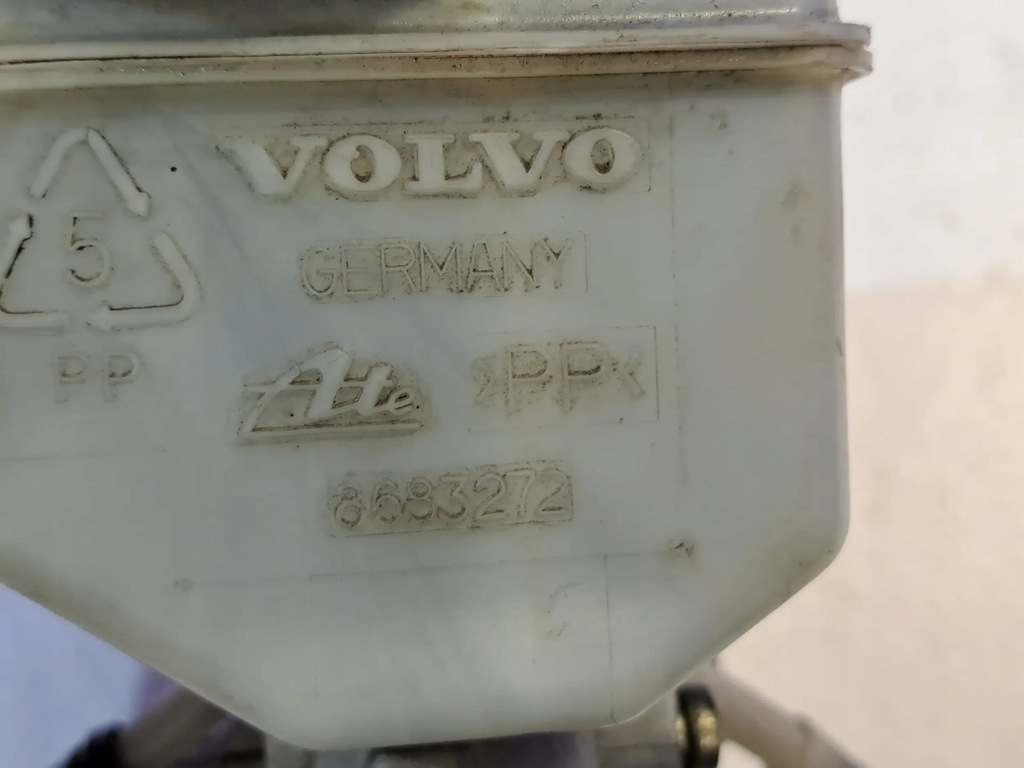 VOLVO
5
GERMANY
PP
Ate
>PP<
8683272